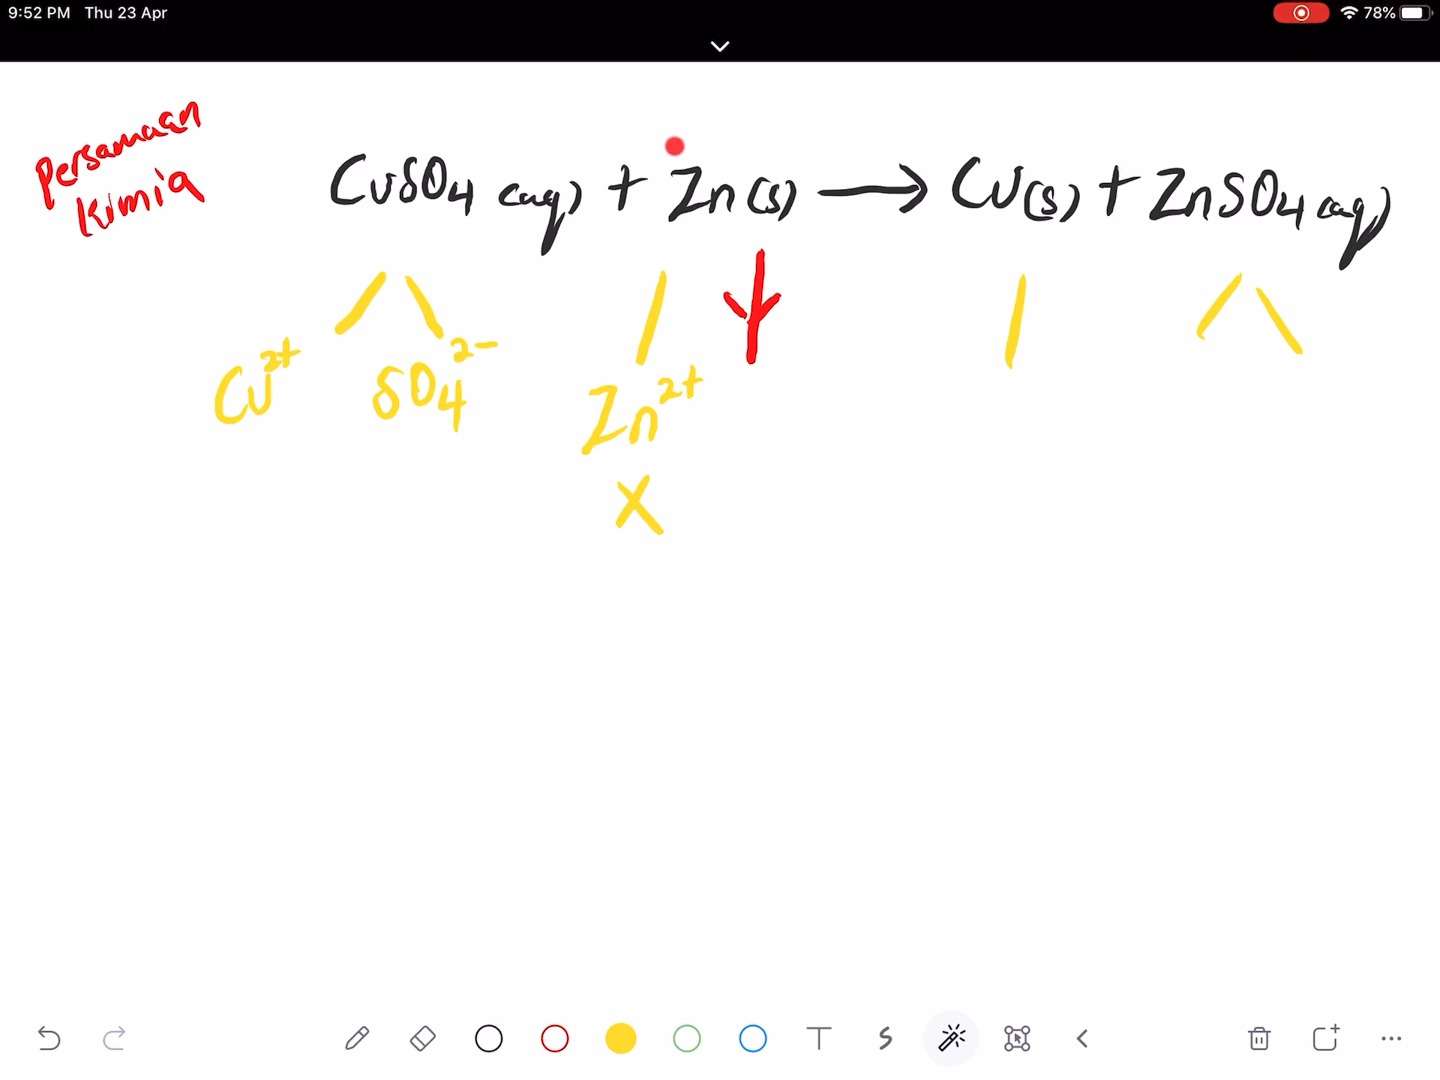 9:52 PM Thu 23 Apr
78%
Persamaan
kimia
CuSO4 (aq) + Zn(s) → Cu(s) + ZnSO4(aq)
Cu2+ SO4 2-
Zn2+
X
T